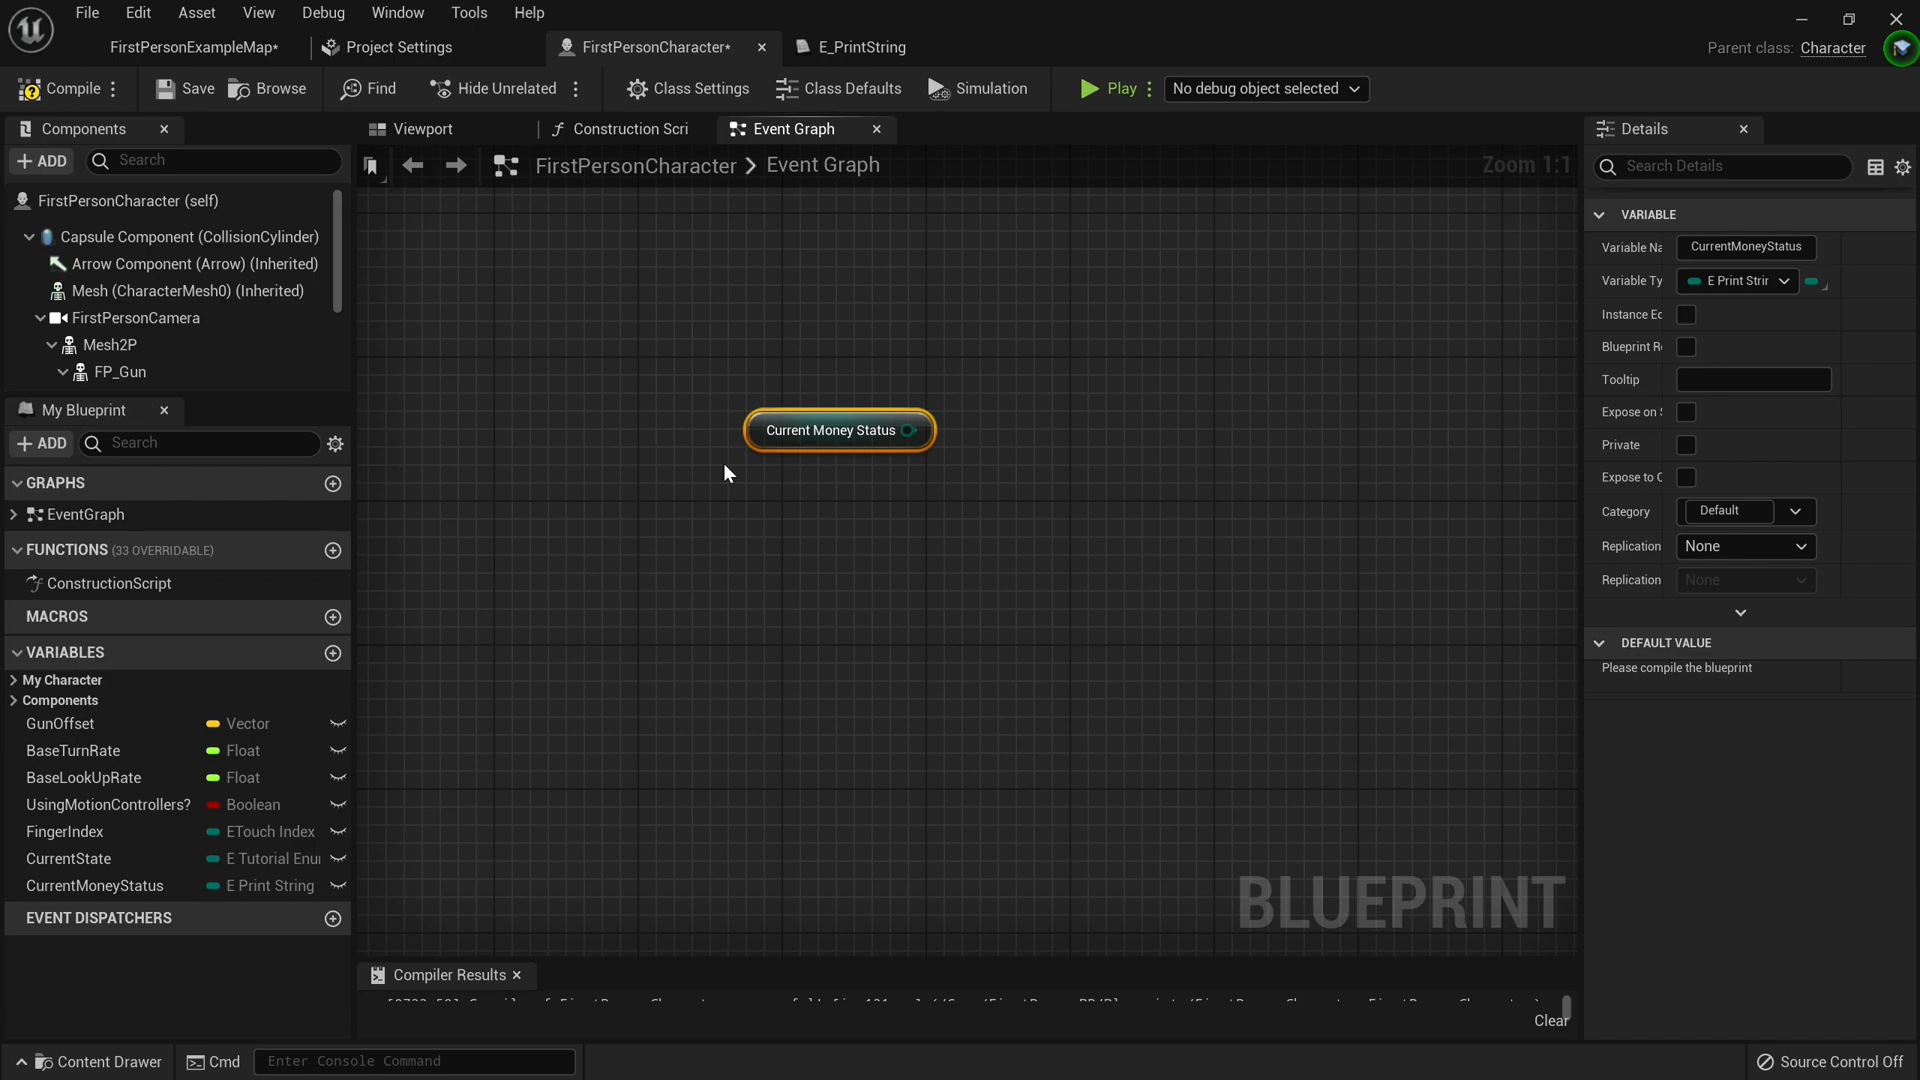 File Edit Asset View Debug Window Tools Help
FirstPersonExampleMap* Project Settings FirstPersonCharacter* E_PrintString Parent class: Character
Compile Save Browse Find Hide Unrelated Class Settings Class Defaults Simulation Play No debug object selected
Components Viewport Construction Scri Event Graph Details
ADD Search FirstPersonCharacter > Event Graph Zoom 1:1 Search Details
FirstPersonCharacter (self)
Capsule Component (CollisionCylinder)
Arrow Component (Arrow) (Inherited)
Mesh (CharacterMesh0) (Inherited)
FirstPersonCamera
Mesh2P
FP_Gun
My Blueprint
ADD Search
GRAPHS
EventGraph
FUNCTIONS (33 OVERRIDABLE)
ConstructionScript
MACROS
VARIABLES
My Character
Components
GunOffset Vector
BaseTurnRate Float
BaseLookUpRate Float
UsingMotionControllers? Boolean
FingerIndex ETouch Index
CurrentState E Tutorial Enu
CurrentMoneyStatus E Print String
EVENT DISPATCHERS
Current Money Status
BLUEPRINT
VARIABLE
Variable Na CurrentMoneyStatus
Variable Ty E Print Strir
Instance Ec
Blueprint R
Tooltip
Expose on S
Private
Expose to C
Category Default
Replication None
Replication None
DEFAULT VALUE
Please compile the blueprint
Compiler Results
Clear
Content Drawer Cmd Enter Console Command Source Control Off